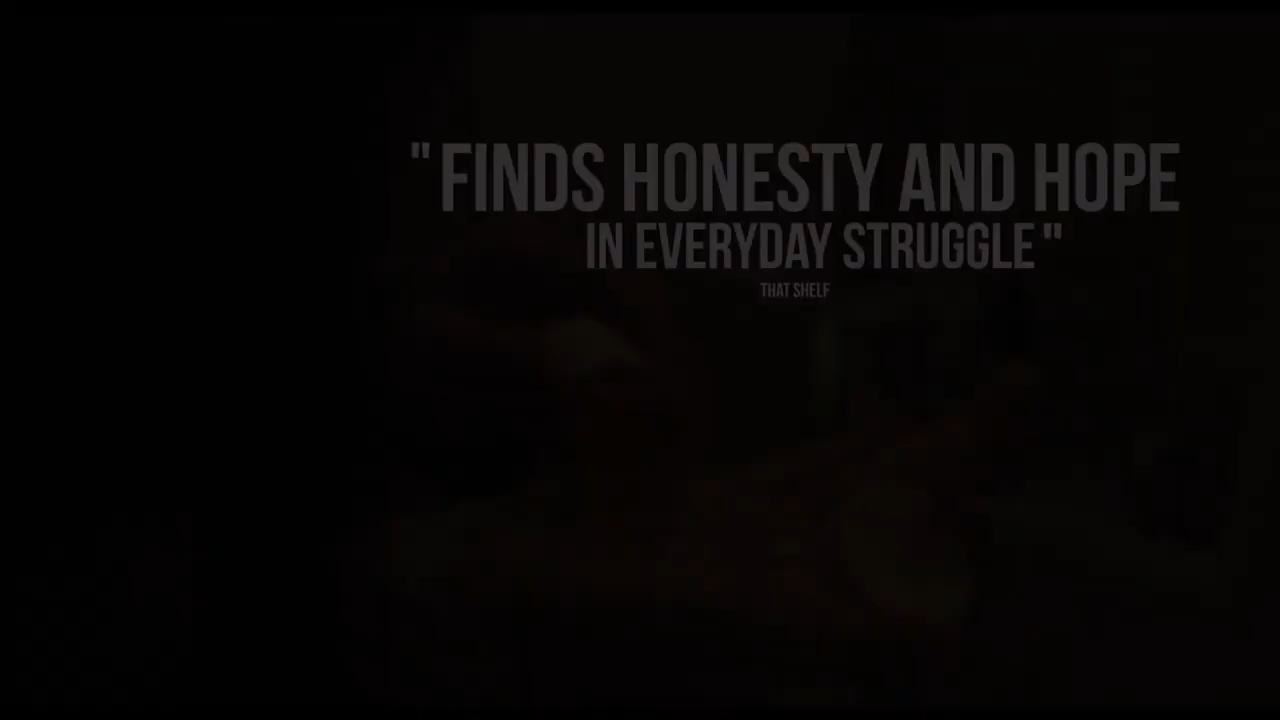 "FINDS HONESTY AND HOPE
IN EVERYDAY STRUGGLE"
THAT SHELF